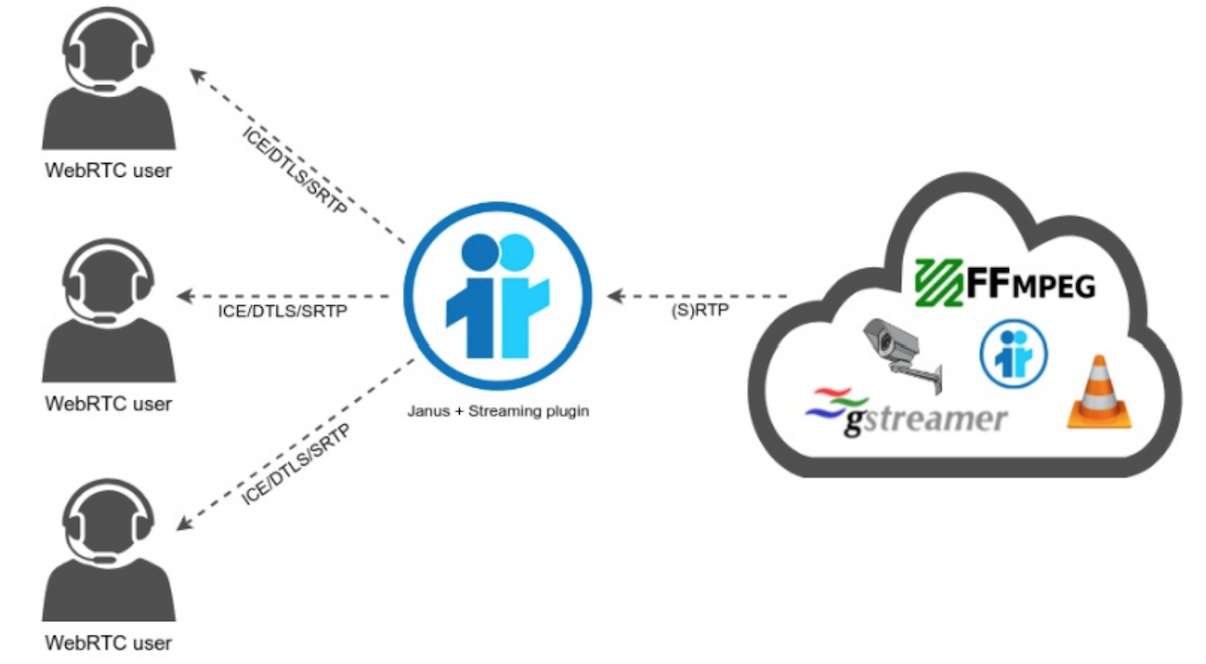 WebRTC user
ICE/DTLS/SRTP
FFMPEG
ICE/DTLS/SRTP
(S)RTP
WebRTC user
Janus + Streaming plugin
gstreamer
ICE/DTLS/SRTP
WebRTC user